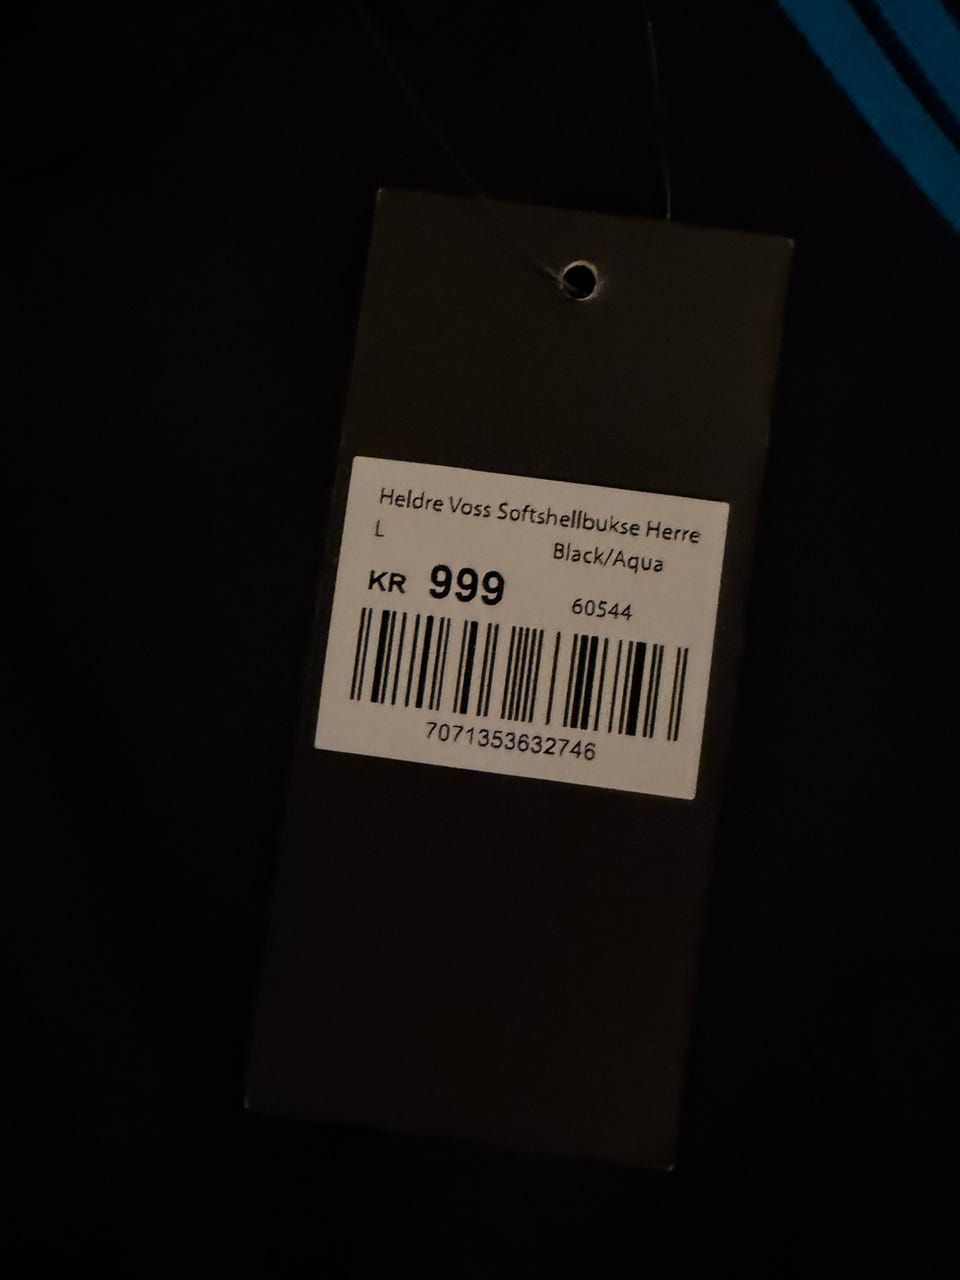 Heldre Voss Softshellbukse Herre
L
Black/Aqua
KR 999
60544
7071353632746